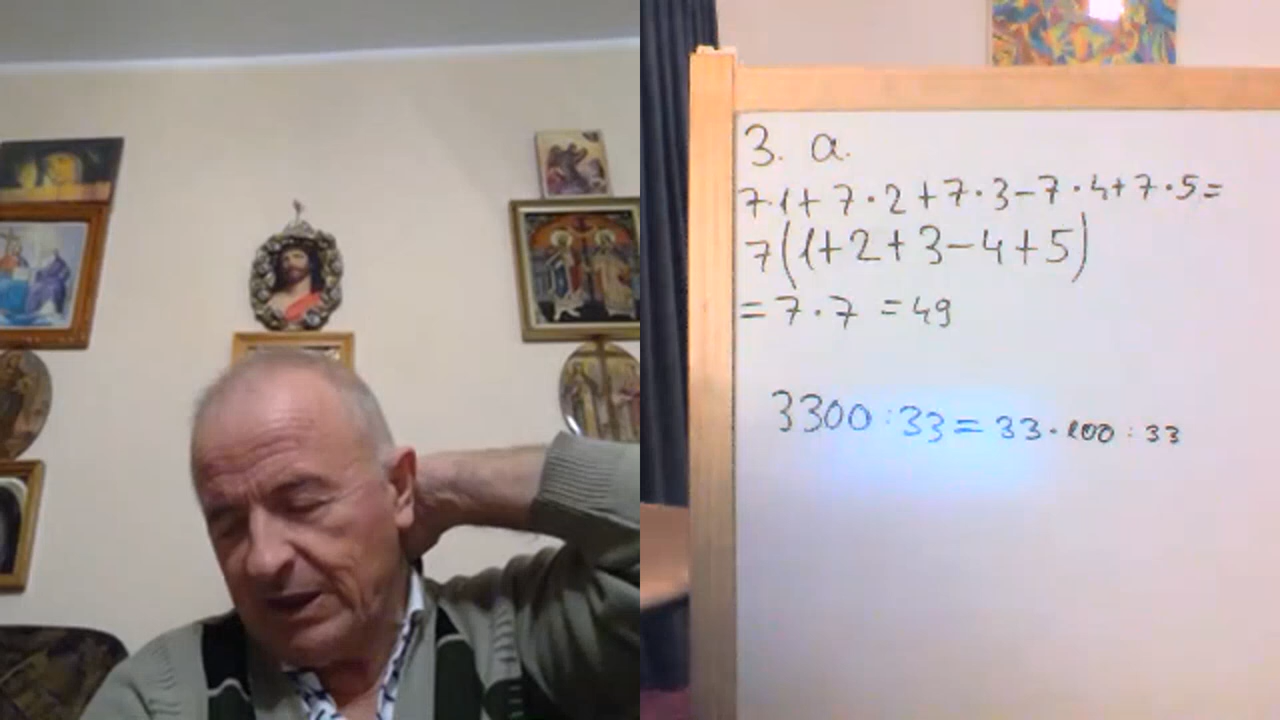 3. a.
7·1+7·2+7·3-7·4+7·5=
7(1+2+3-4+5)
=7·7=49
3300:33=33·100:33